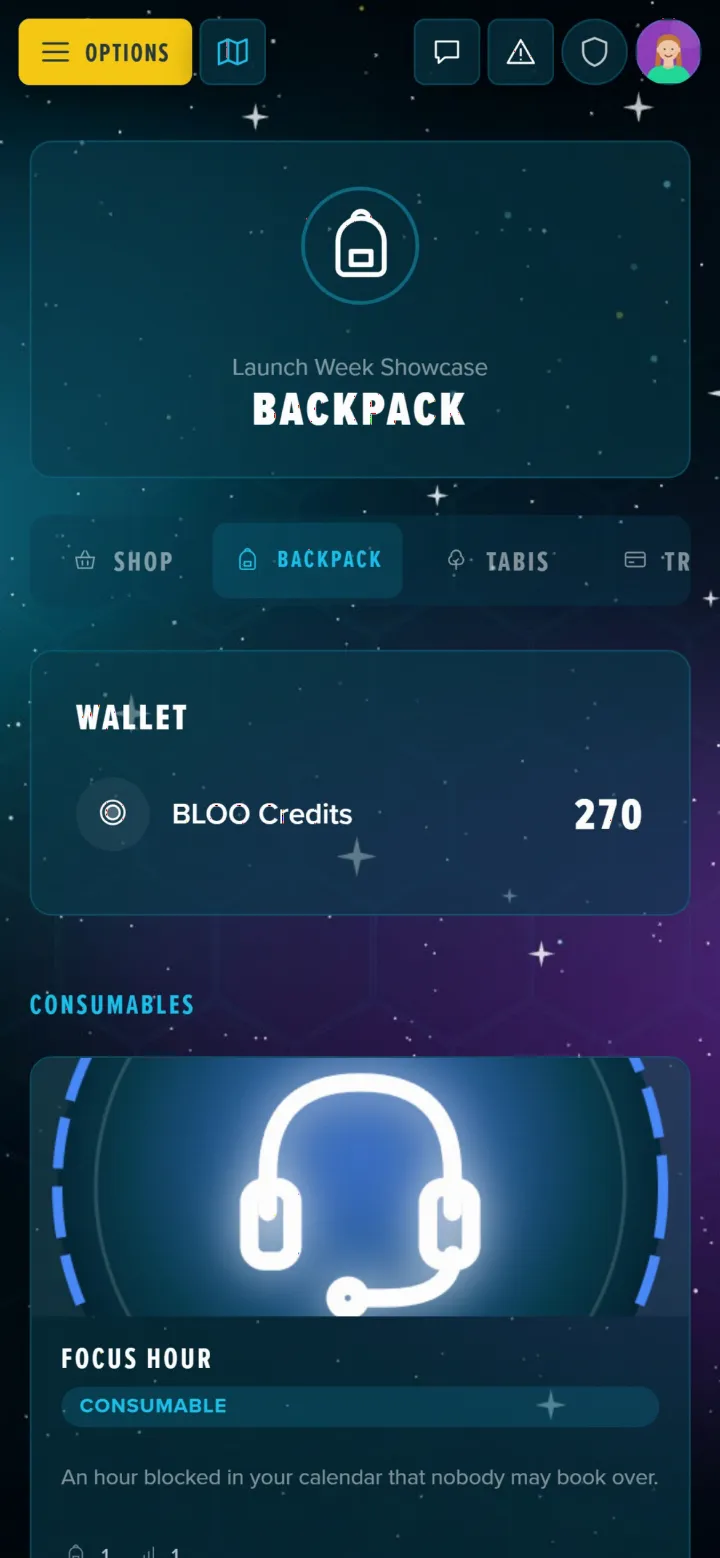 OPTIONS
Launch Week Showcase
BACKPACK
SHOP
BACKPACK
TABIS
TR
WALLET
BLOO Credits
270
CONSUMABLES
FOCUS HOUR
CONSUMABLE
An hour blocked in your calendar that nobody may book over.
1
1